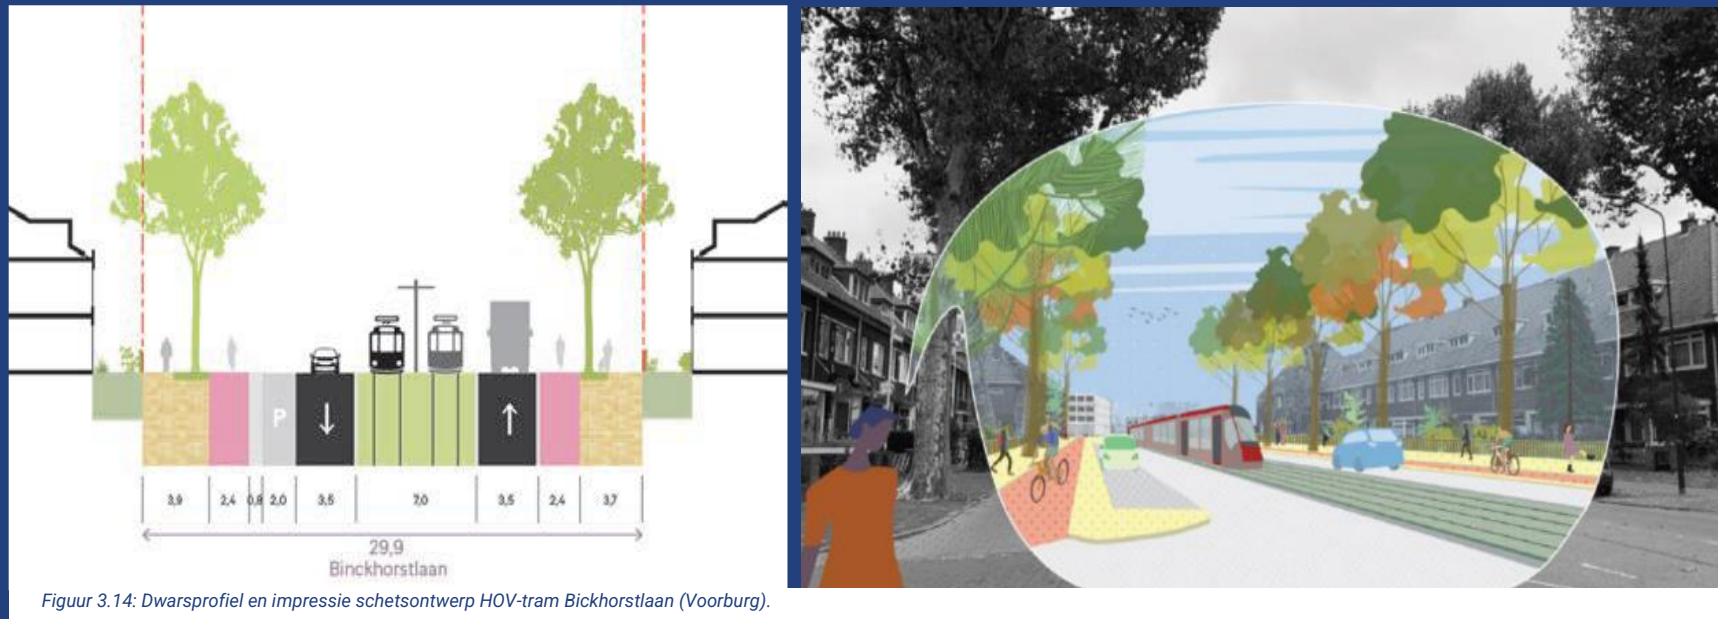 P
3,9 2,4 0,8 2,0 3,5 7,0 3,5 2,4 3,7
29,9
Binckhorstlaan
Figuur 3.14: Dwarsprofiel en impressie schetsontwerp HOV-tram Bickhorstlaan (Voorburg).